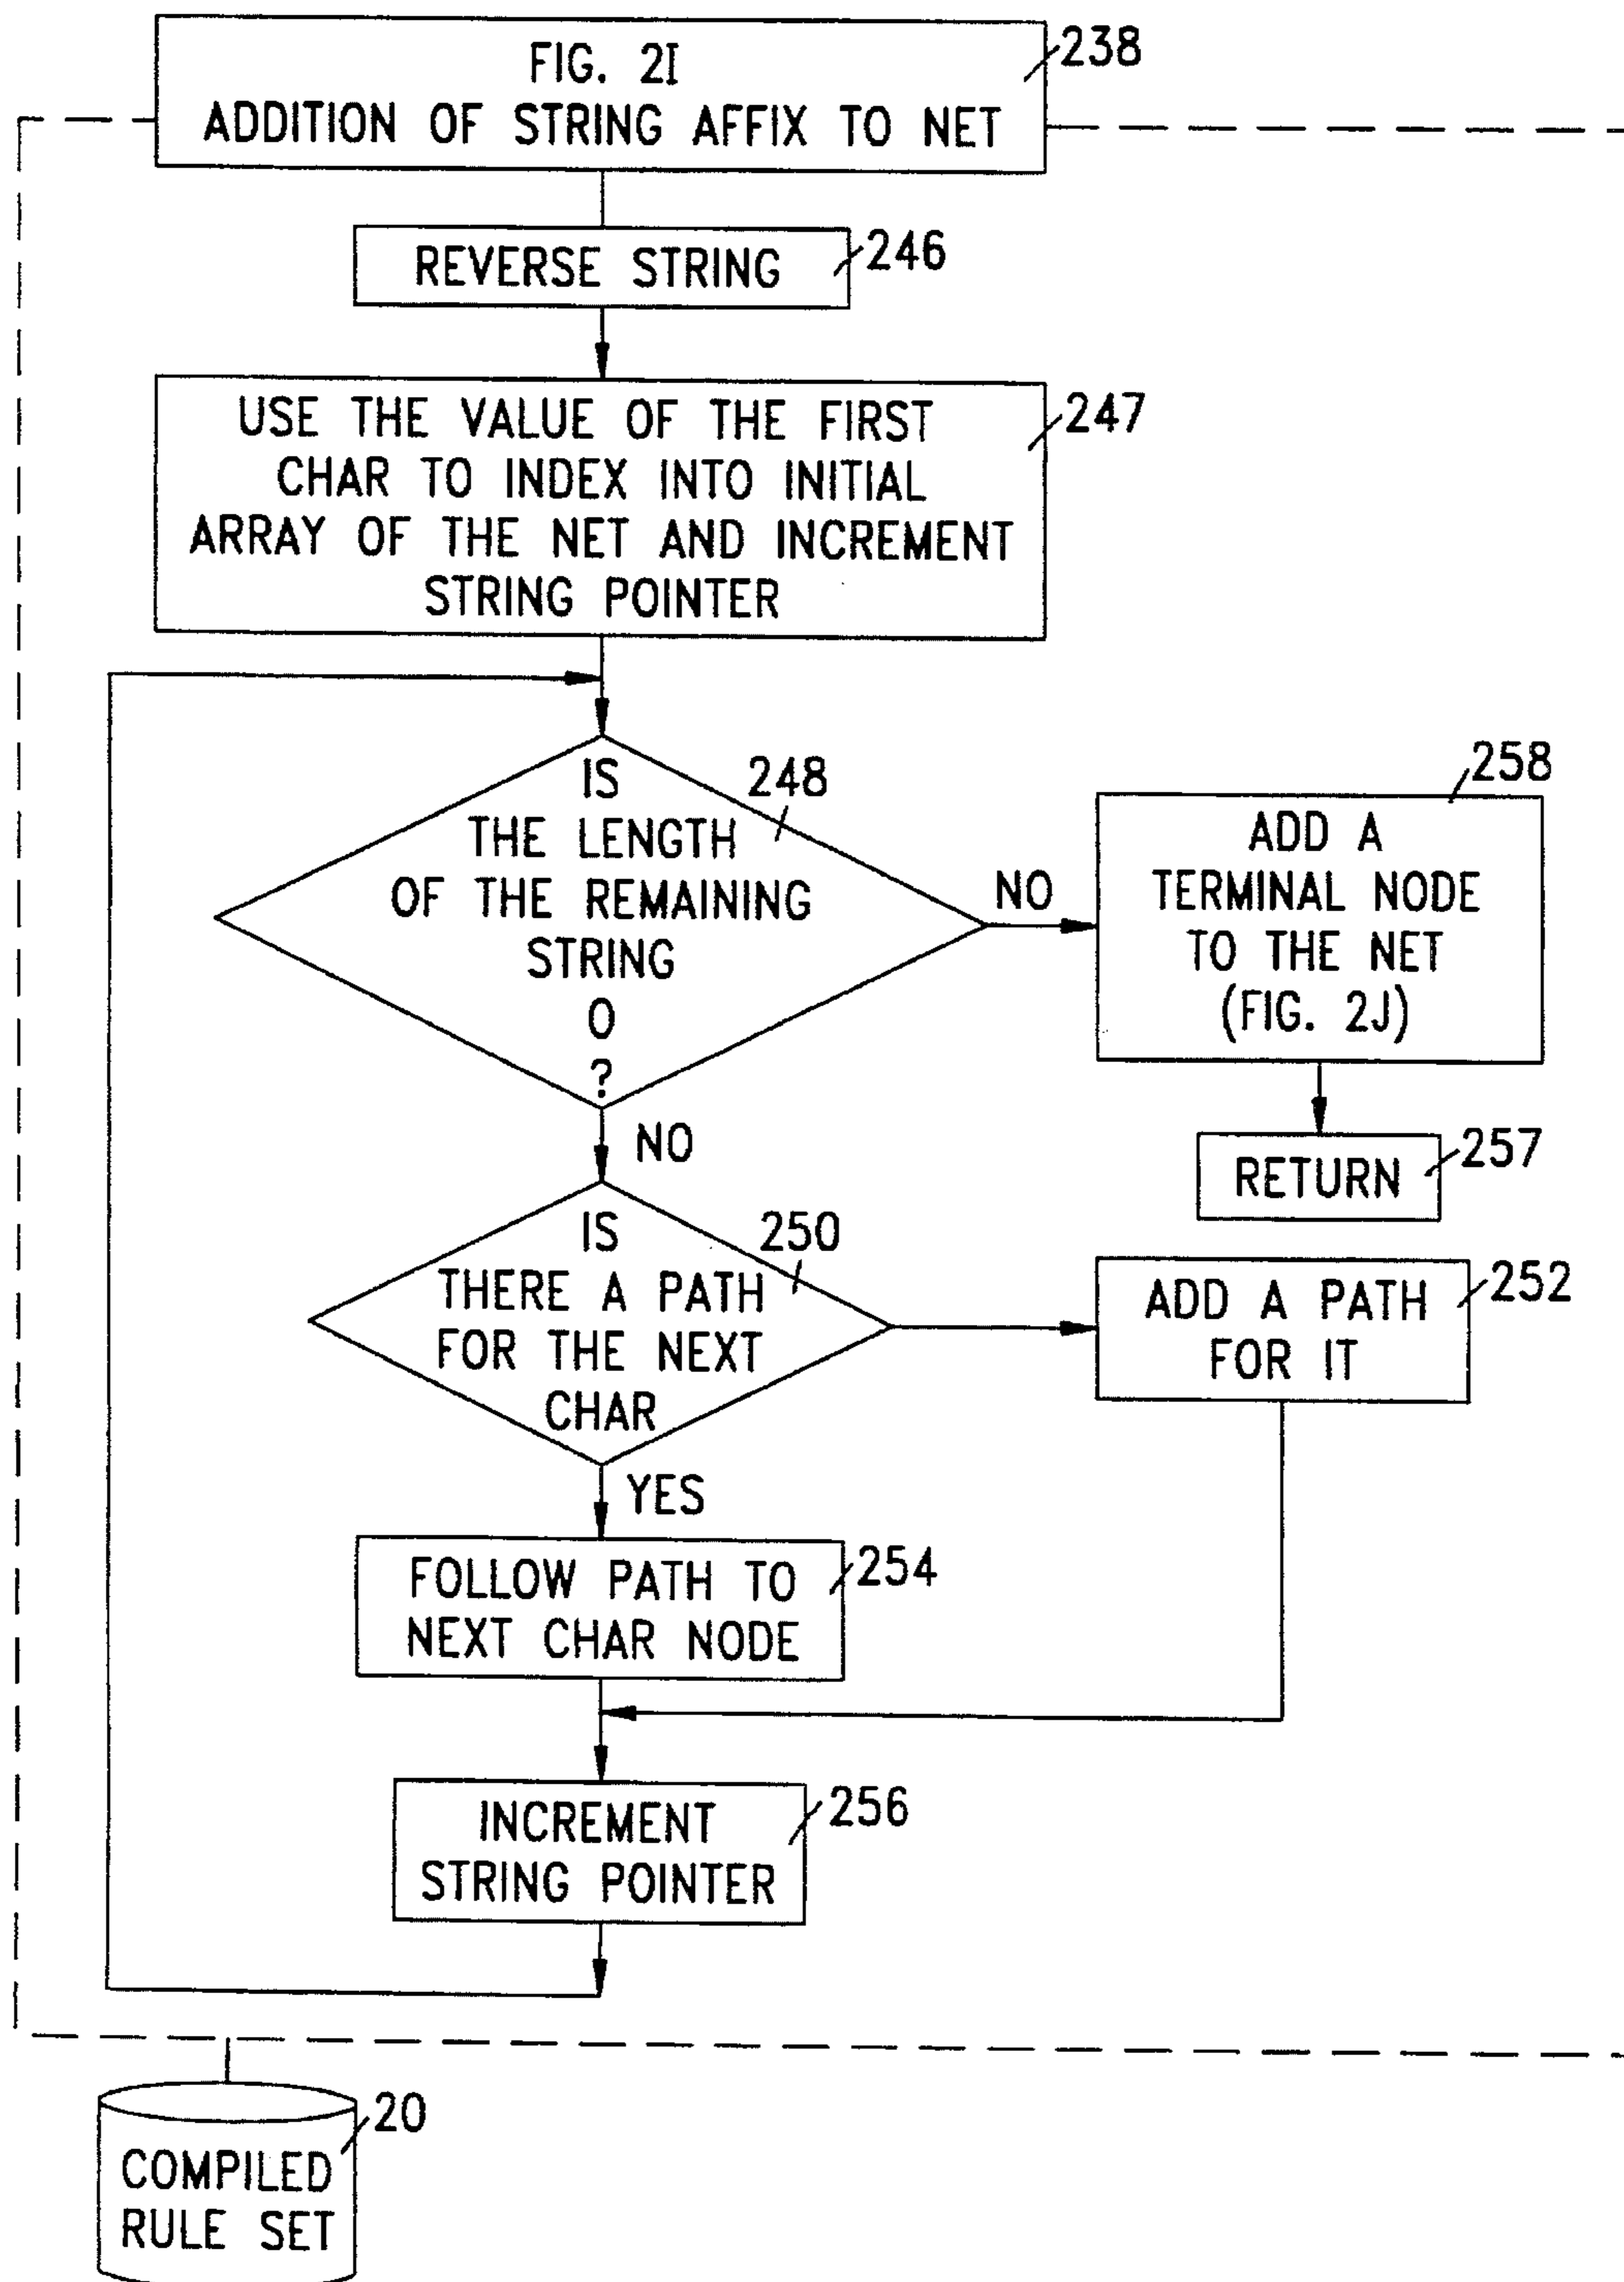 FIG. 2I
ADDITION OF STRING AFFIX TO NET
238
REVERSE STRING
246
USE THE VALUE OF THE FIRST
CHAR TO INDEX INTO INITIAL
ARRAY OF THE NET AND INCREMENT
STRING POINTER
247
IS
THE LENGTH
OF THE REMAINING
STRING
0
?
248
NO
258
ADD A
TERMINAL NODE
TO THE NET
(FIG. 2J)
NO
RETURN
257
IS
THERE A PATH
FOR THE NEXT
CHAR
250
ADD A PATH
FOR IT
252
YES
FOLLOW PATH TO
NEXT CHAR NODE
254
INCREMENT
STRING POINTER
256
20
COMPILED
RULE SET